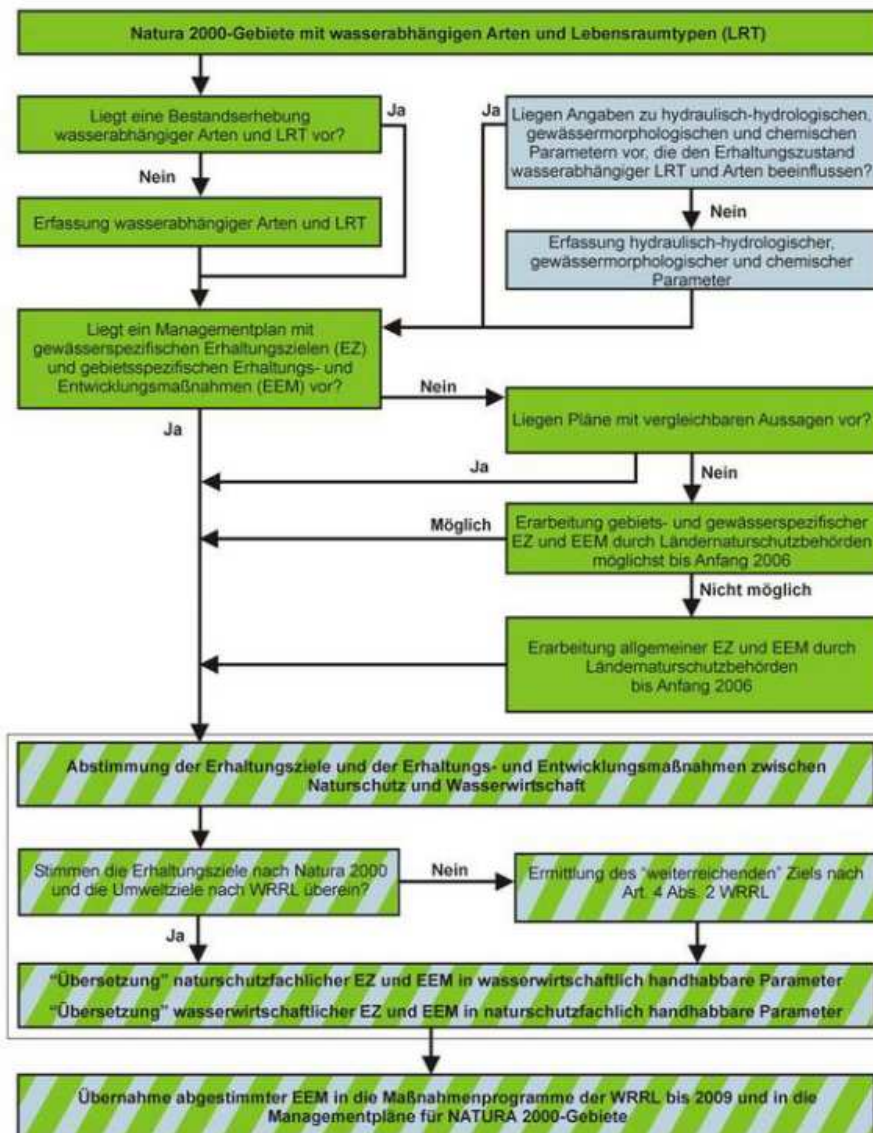 Natura 2000-Gebiete mit wasserabhängigen Arten und Lebensraumtypen (LRT)
Liegt eine Bestandserhebung
wasserabhängiger Arten und LRT vor?
Ja
Nein
Erfassung wasserabhängiger Arten und LRT
Ja
Liegen Angaben zu hydraulisch-hydrologischen,
gewässermorphologischen und chemischen
Parametern vor, die den Erhaltungszustand
wasserabhängiger LRT und Arten beeinflussen?
Nein
Erfassung hydraulisch-hydrologischer,
gewässermorphologischer und chemischer
Parameter
Liegt ein Managementplan mit
gewässerspezifischen Erhaltungszielen (EZ)
und gebietsspezifischen Erhaltungs- und
Entwicklungsmaßnahmen (EEM) vor?
Nein
Ja
Liegen Pläne mit vergleichbaren Aussagen vor?
Ja
Nein
Möglich
Erarbeitung gebiets- und gewässerspezifischer
EZ und EEM durch Ländernaturschutzbehörden
möglichst bis Anfang 2006
Nicht möglich
Erarbeitung allgemeiner EZ und EEM durch
Ländernaturschutzbehörden
bis Anfang 2006
Abstimmung der Erhaltungsziele und der Erhaltungs- und Entwicklungsmaßnahmen zwischen
Naturschutz und Wasserwirtschaft
Stimmen die Erhaltungsziele nach Natura 2000
und die Umweltziele nach WRRL überein?
Nein
Ermittlung des "weiterreichenden" Ziels nach
Art. 4 Abs. 2 WRRL
Ja
"Übersetzung" naturschutzfachlicher EZ und EEM in wasserwirtschaftlich handhabbare Parameter
"Übersetzung" wasserwirtschaftlicher EZ und EEM in naturschutzfachlich handhabbare Parameter
Übernahme abgestimmter EEM in die Maßnahmenprogramme der WRRL bis 2009 und in die
Managementpläne für NATURA 2000-Gebiete